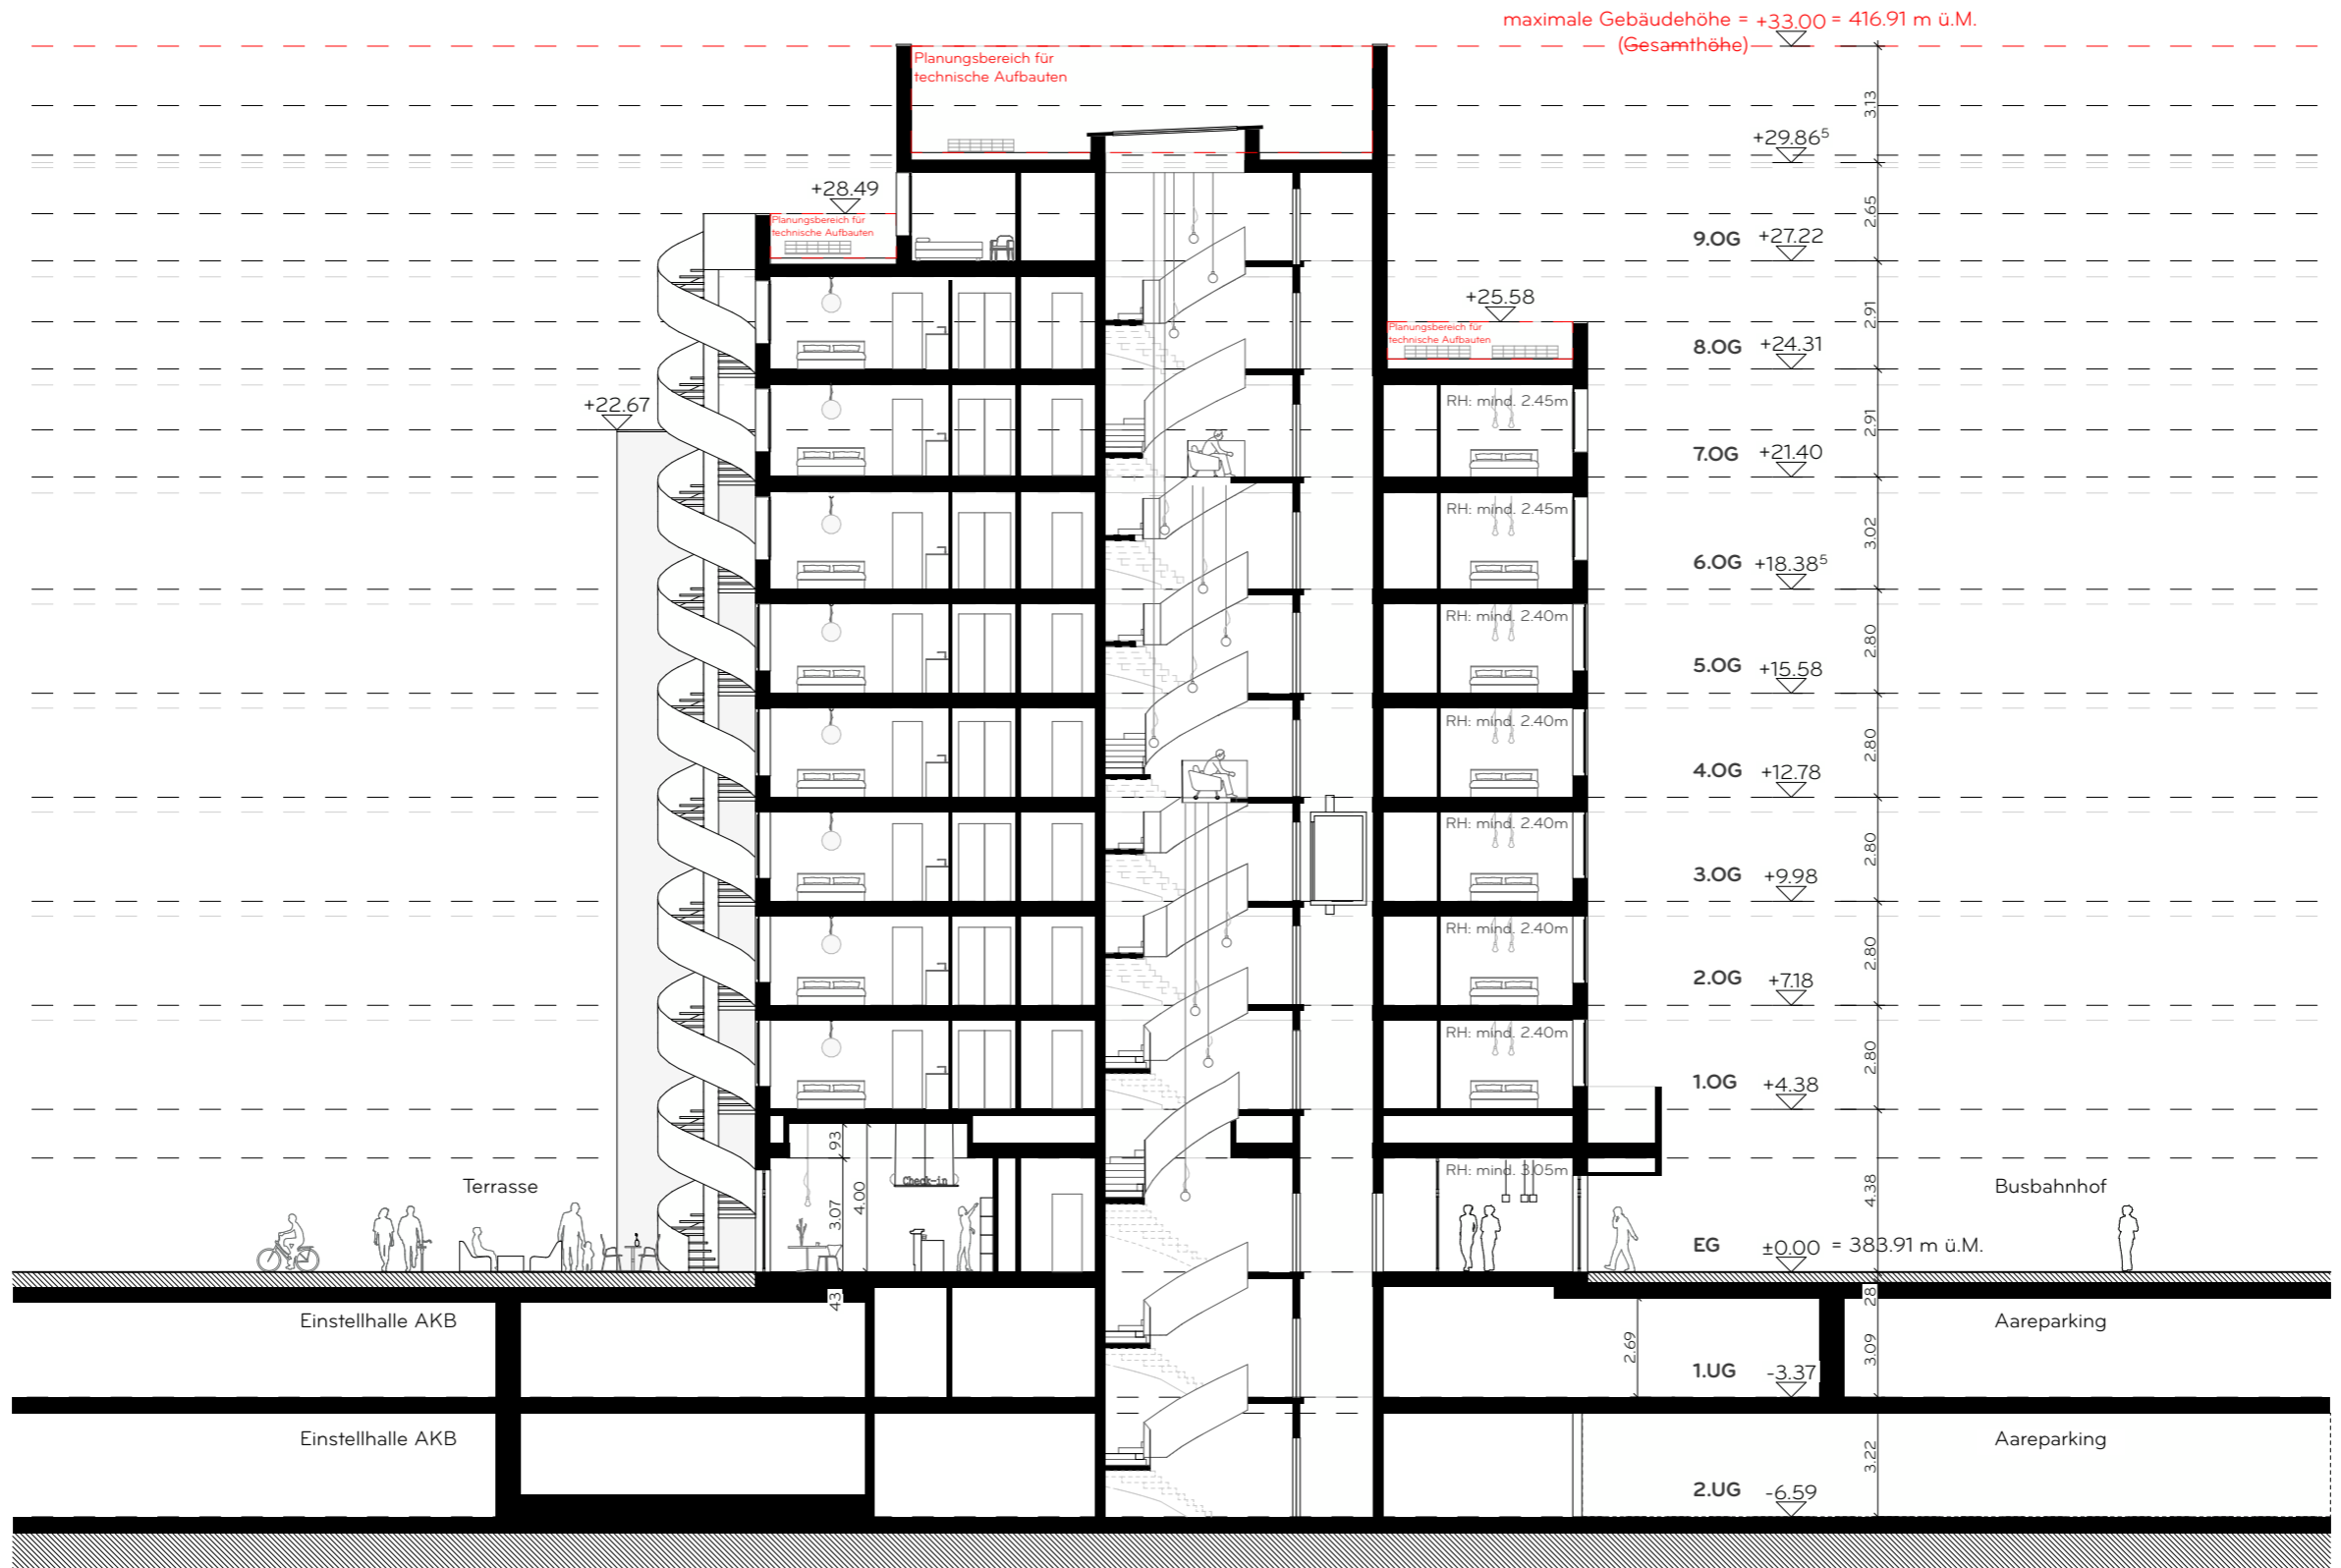 maximale Gebäudehöhe = +33.00 = 416.91 m ü.M.
(Gesamthöhe)
Planungsbereich für
technische Aufbauten
3.13
+29.86⁵
+28.49
Planungsbereich für
technische Aufbauten
2.65
9.OG +27.22
+25.58
Planungsbereich für
technische Aufbauten
2.91
8.OG +24.31
+22.67
RH: mind. 2.45m
2.91
7.OG +21.40
RH: mind. 2.45m
3.02
6.OG +18.38⁵
RH: mind. 2.40m
2.80
5.OG +15.58
RH: mind. 2.40m
2.80
4.OG +12.78
RH: mind. 2.40m
2.80
3.OG +9.98
RH: mind. 2.40m
2.80
2.OG +7.18
RH: mind. 2.40m
2.80
1.OG +4.38
93
RH: mind. 3.05m
Check-in
Terrasse
3.07
4.00
4.38
Busbahnhof
EG ±0.00 = 383.91 m ü.M.
43
28
Einstellhalle AKB
Aareparking
2.69
3.09
1.UG -3.37
Einstellhalle AKB
Aareparking
3.22
2.UG -6.59